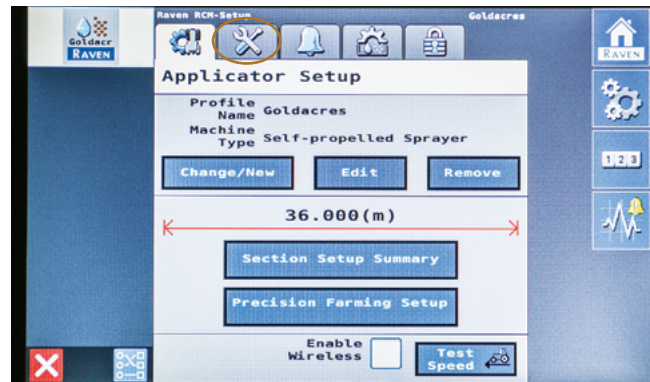 Raven RCM-Setup
Goldacres
Goldacr
RAVEN
RAVEN
Applicator Setup
Profile Name Goldacres
Machine Type Self-propelled Sprayer
Change/New
Edit
Remove
1 2 3
36.000(m)
Section Setup Summary
Precision Farming Setup
Enable Wireless
Test Speed